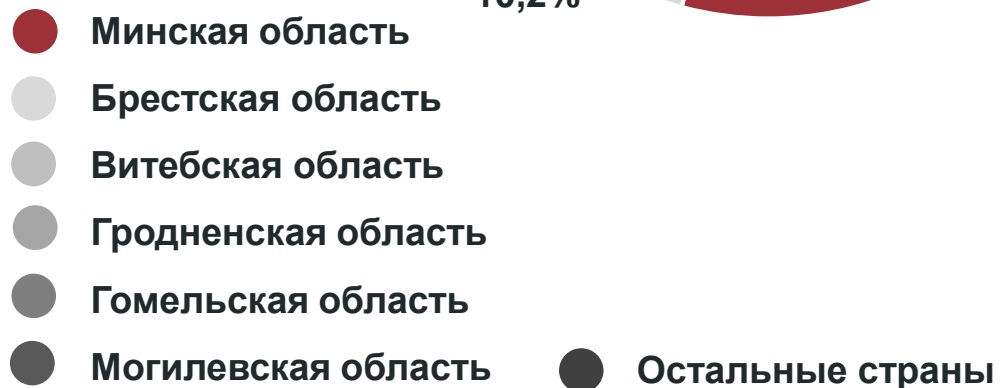 Минская область
Брестская область
Витебская область
Гродненская область
Гомельская область
Могилевская область
Остальные страны